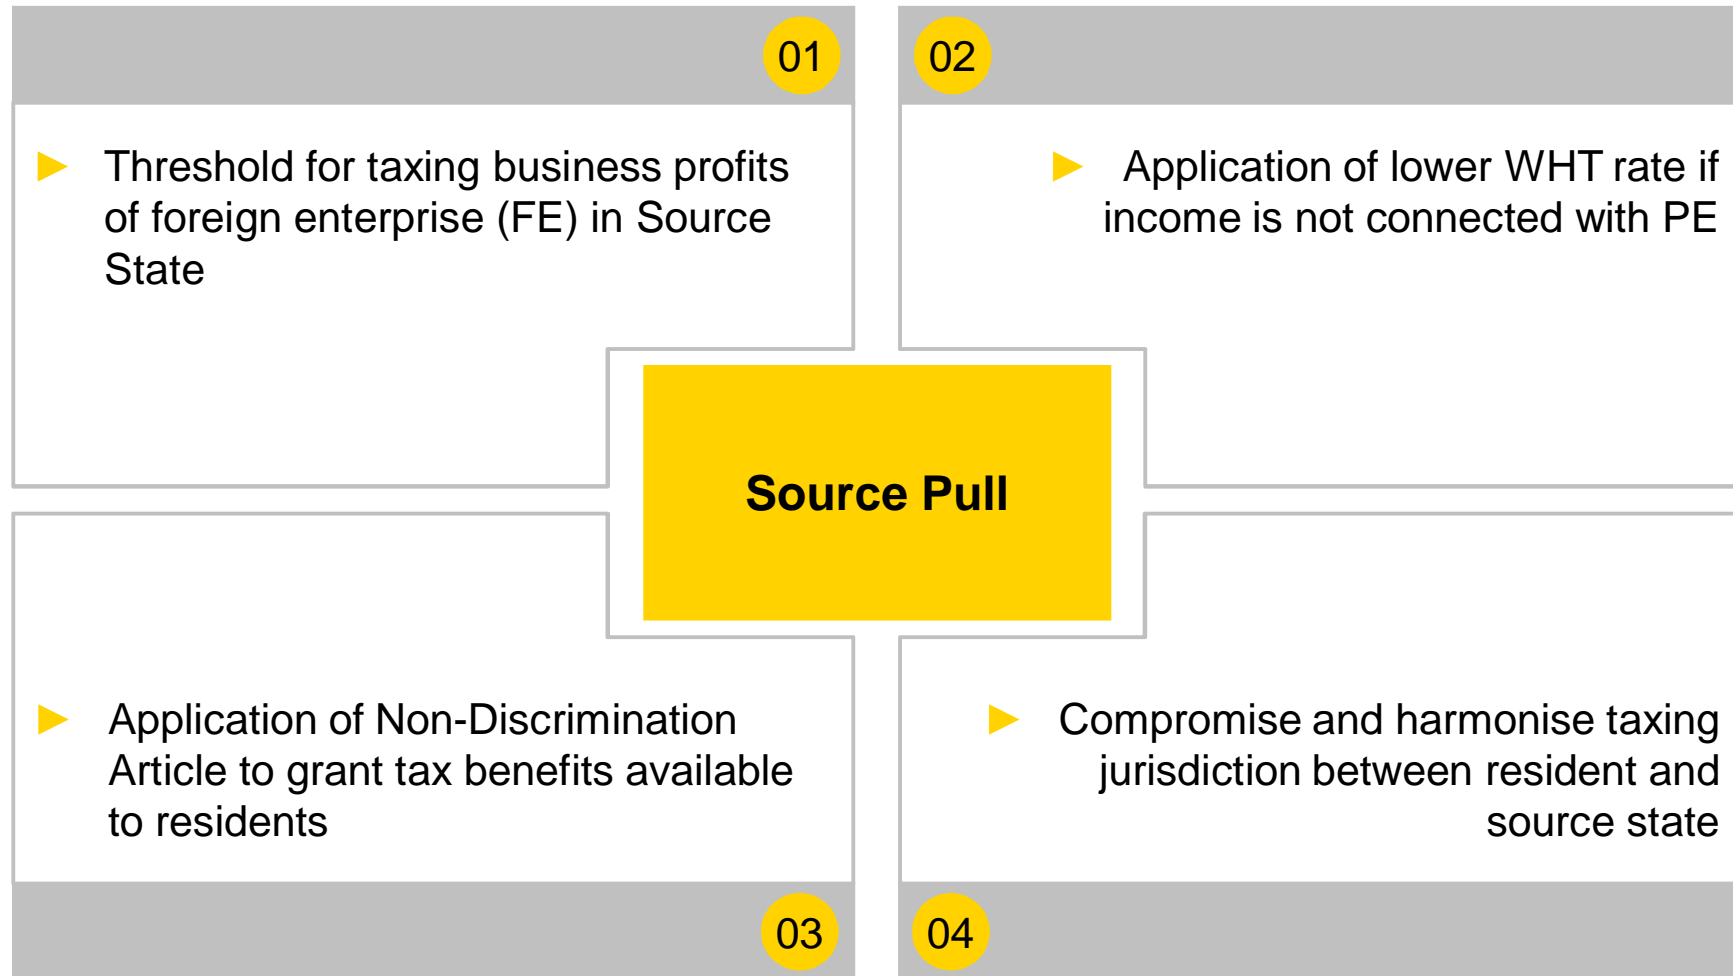 01
► Threshold for taxing business profits
of foreign enterprise (FE) in Source
State
02
► Application of lower WHT rate if
income is not connected with PE
Source Pull
► Application of Non-Discrimination
Article to grant tax benefits available
to residents
03
► Compromise and harmonise taxing
jurisdiction between resident and
source state
04